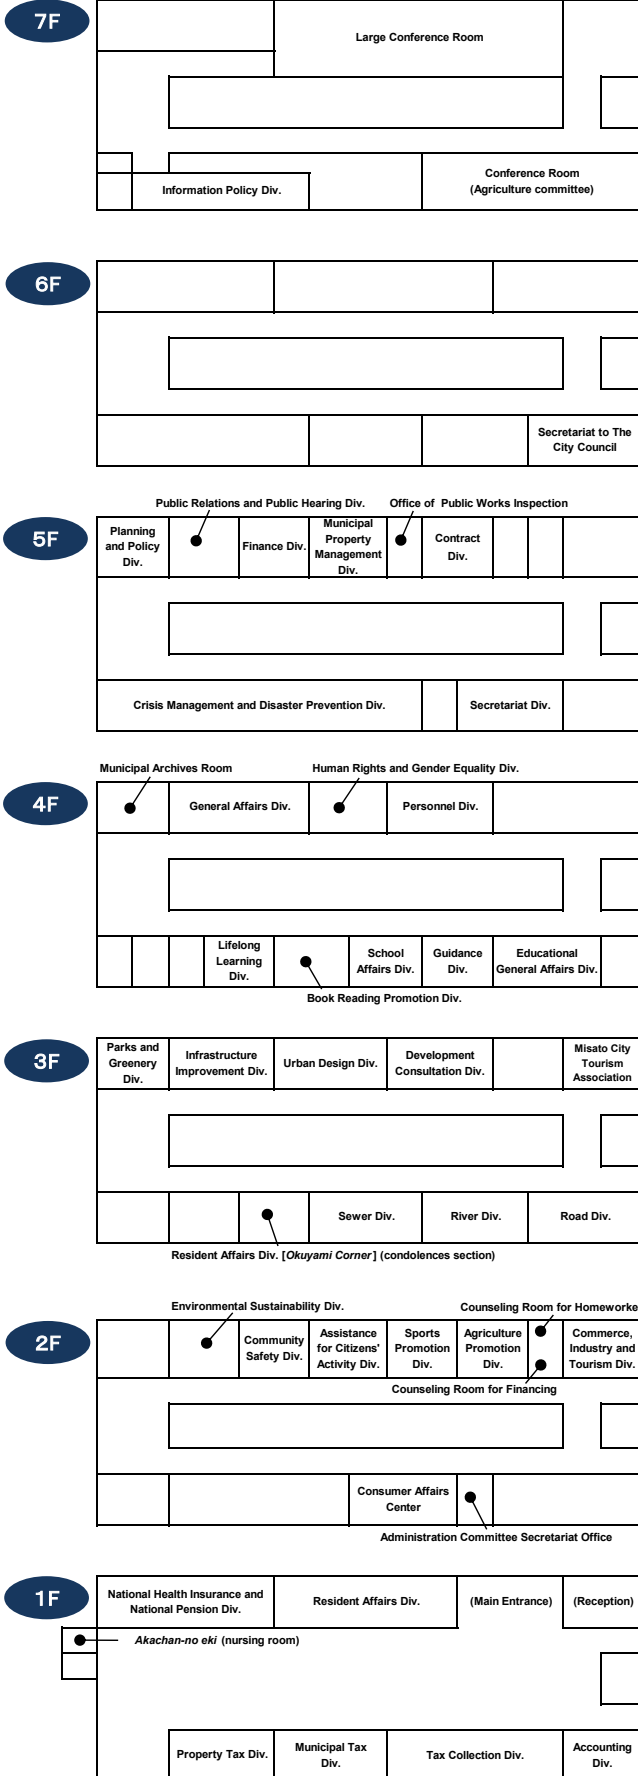 7F
Large Conference Room
Information Policy Div.
Conference Room
(Agriculture committee)
6F
Secretariat to The
City Council
Public Relations and Public Hearing Div.
Office of Public Works Inspection
5F
Planning
and Policy
Div.
Finance Div.
Municipal
Property
Management
Div.
Contract
Div.
Crisis Management and Disaster Prevention Div.
Secretariat Div.
Municipal Archives Room
Human Rights and Gender Equality Div.
4F
General Affairs Div.
Personnel Div.
Lifelong
Learning
Div.
School
Affairs Div.
Guidance
Div.
Educational
General Affairs Div.
Book Reading Promotion Div.
3F
Parks and
Greenery
Div.
Infrastructure
Improvement Div.
Urban Design Div.
Development
Consultation Div.
Misato City
Tourism
Association
Sewer Div.
River Div.
Road Div.
Resident Affairs Div. [Okuyami Corner] (condolences section)
Environmental Sustainability Div.
Counseling Room for Homeworke
2F
Community
Safety Div.
Assistance
for Citizens'
Activity Div.
Sports
Promotion
Div.
Agriculture
Promotion
Div.
Commerce,
Industry and
Tourism Div.
Counseling Room for Financing
Consumer Affairs
Center
Administration Committee Secretariat Office
1F
National Health Insurance and
National Pension Div.
Resident Affairs Div.
(Main Entrance)
(Reception)
Akachan-no eki (nursing room)
Property Tax Div.
Municipal Tax
Div.
Tax Collection Div.
Accounting
Div.